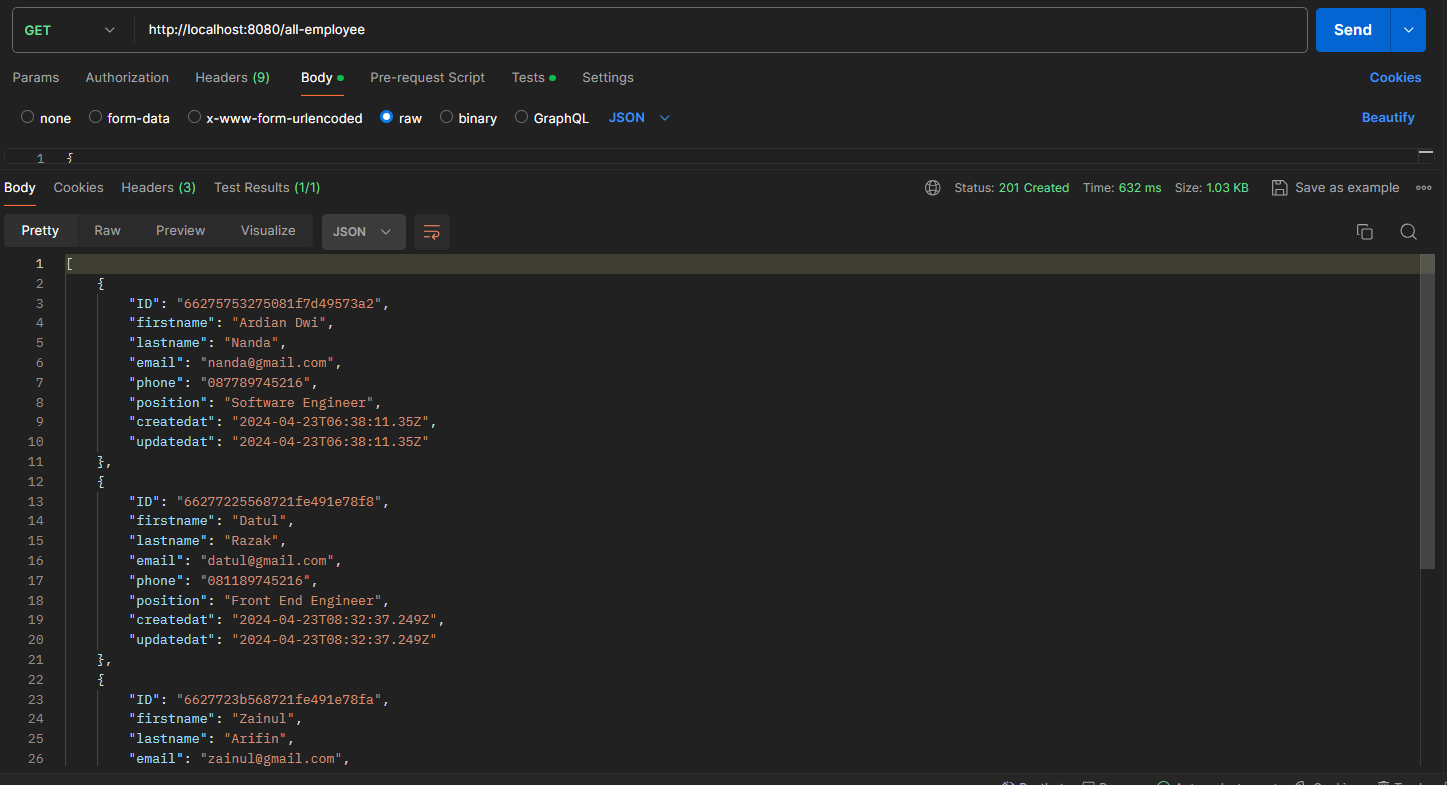 GET http://localhost:8080/all-employee Send
Params Authorization Headers (9) Body Pre-request Script Tests Settings Cookies
none form-data x-www-form-urlencoded raw binary GraphQL JSON Beautify
1 {
Body Cookies Headers (3) Test Results (1/1) Status: 201 Created Time: 632 ms Size: 1.03 KB Save as example
Pretty Raw Preview Visualize JSON
1 [
2 {
3 "ID": "66275753275081f7d49573a2",
4 "firstname": "Ardian Dwi",
5 "lastname": "Nanda",
6 "email": "nanda@gmail.com",
7 "phone": "087789745216",
8 "position": "Software Engineer",
9 "createdat": "2024-04-23T06:38:11.35Z",
10 "updatedat": "2024-04-23T06:38:11.35Z"
11 },
12 {
13 "ID": "66277225568721fe491e78f8",
14 "firstname": "Datul",
15 "lastname": "Razak",
16 "email": "datul@gmail.com",
17 "phone": "081189745216",
18 "position": "Front End Engineer",
19 "createdat": "2024-04-23T08:32:37.249Z",
20 "updatedat": "2024-04-23T08:32:37.249Z"
21 },
22 {
23 "ID": "6627723b568721fe491e78fa",
24 "firstname": "Zainul",
25 "lastname": "Arifin",
26 "email": "zainul@gmail.com",